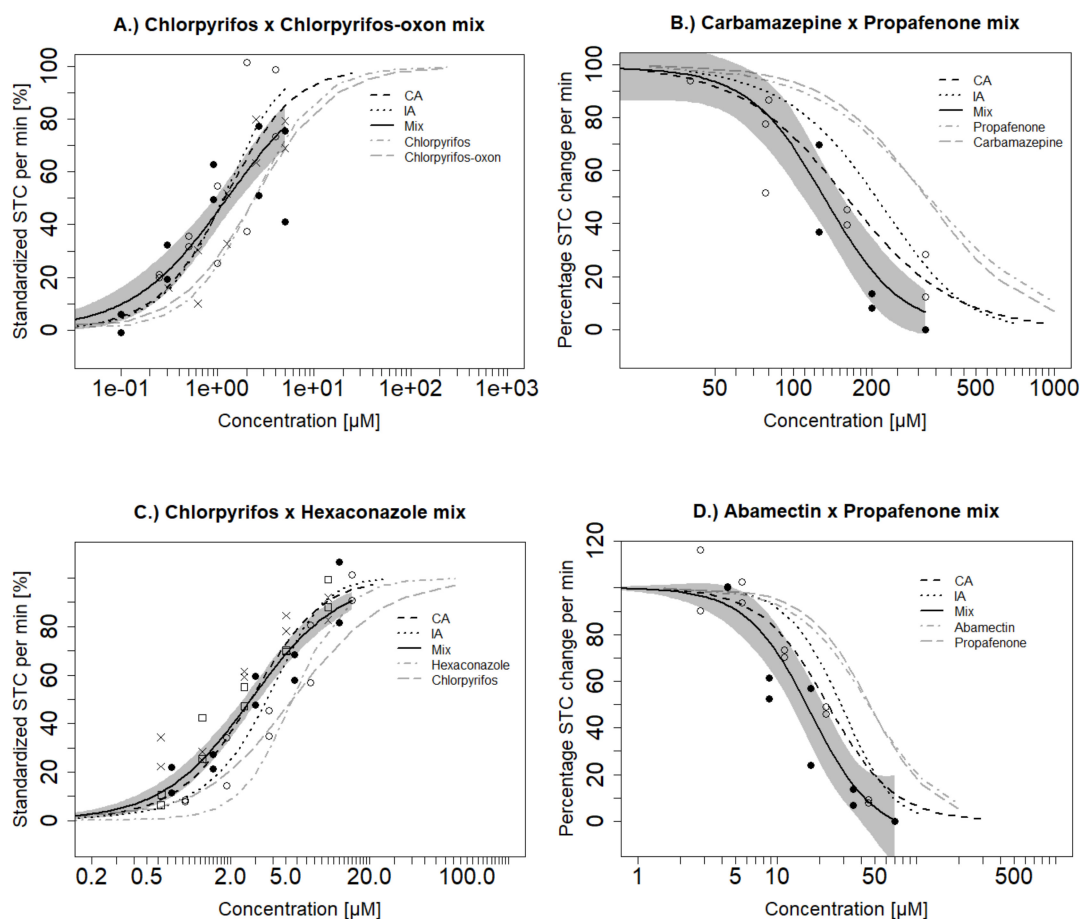 A.) Chlorpyrifos x Chlorpyrifos-oxon mix
Standardized STC per min [%]
100
80
60
40
20
0
CA
IA
Mix
Chlorpyrifos
Chlorpyrifos-oxon
1e-01
1e+00
1e+01
1e+02
1e+03
Concentration [µM]
B.) Carbamazepine x Propafenone mix
Percentage STC change per min
100
80
60
40
20
0
CA
IA
Mix
Propafenone
Carbamazepine
50
100
200
500
1000
Concentration [µM]
C.) Chlorpyrifos x Hexaconazole mix
Standardized STC per min [%]
80
60
40
20
0
CA
IA
Mix
Hexaconazole
Chlorpyrifos
0.2
0.5
2.0
5.0
20.0
100.0
Concentration [µM]
D.) Abamectin x Propafenone mix
Percentage STC change per min
120
100
80
60
40
20
0
CA
IA
Mix
Abamectin
Propafenone
1
5
10
50
500
Concentration [µM]